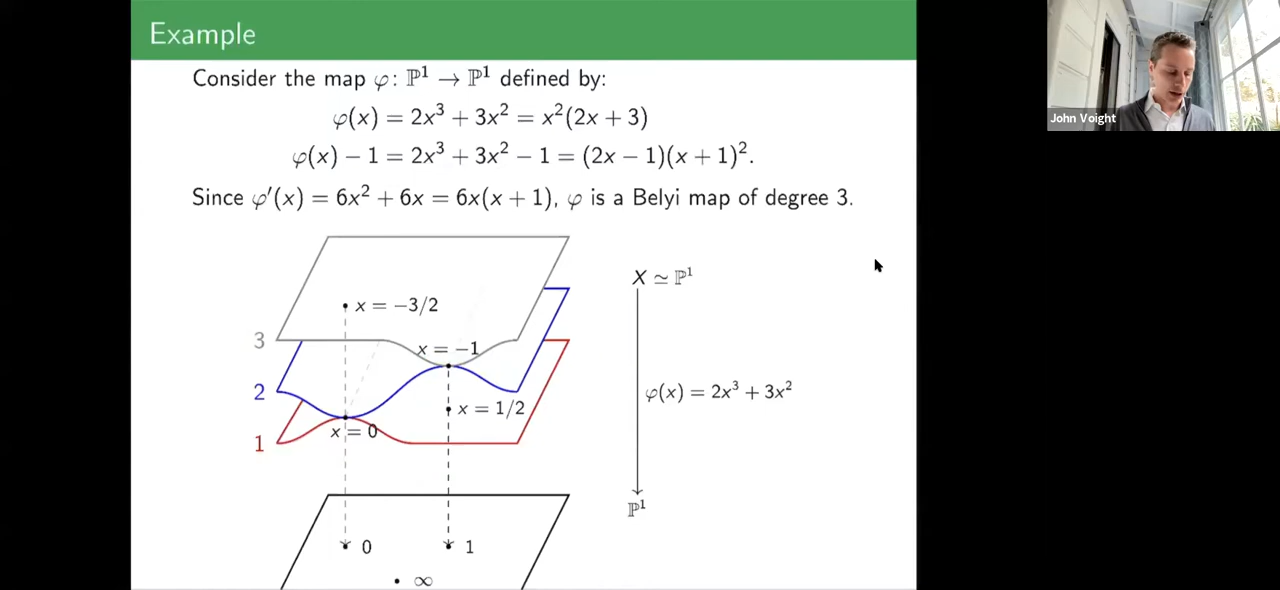 Example
Consider the map φ: ℙ¹ → ℙ¹ defined by:
φ(x) = 2x³ + 3x² = x²(2x + 3)
φ(x) − 1 = 2x³ + 3x² − 1 = (2x − 1)(x + 1)².
Since φ′(x) = 6x² + 6x = 6x(x + 1), φ is a Belyi map of degree 3.
John Voight
X ≃ ℙ¹
x = −3/2
3
x = −1
2
φ(x) = 2x³ + 3x²
x = 1/2
x = 0
1
ℙ¹
0
1
∞